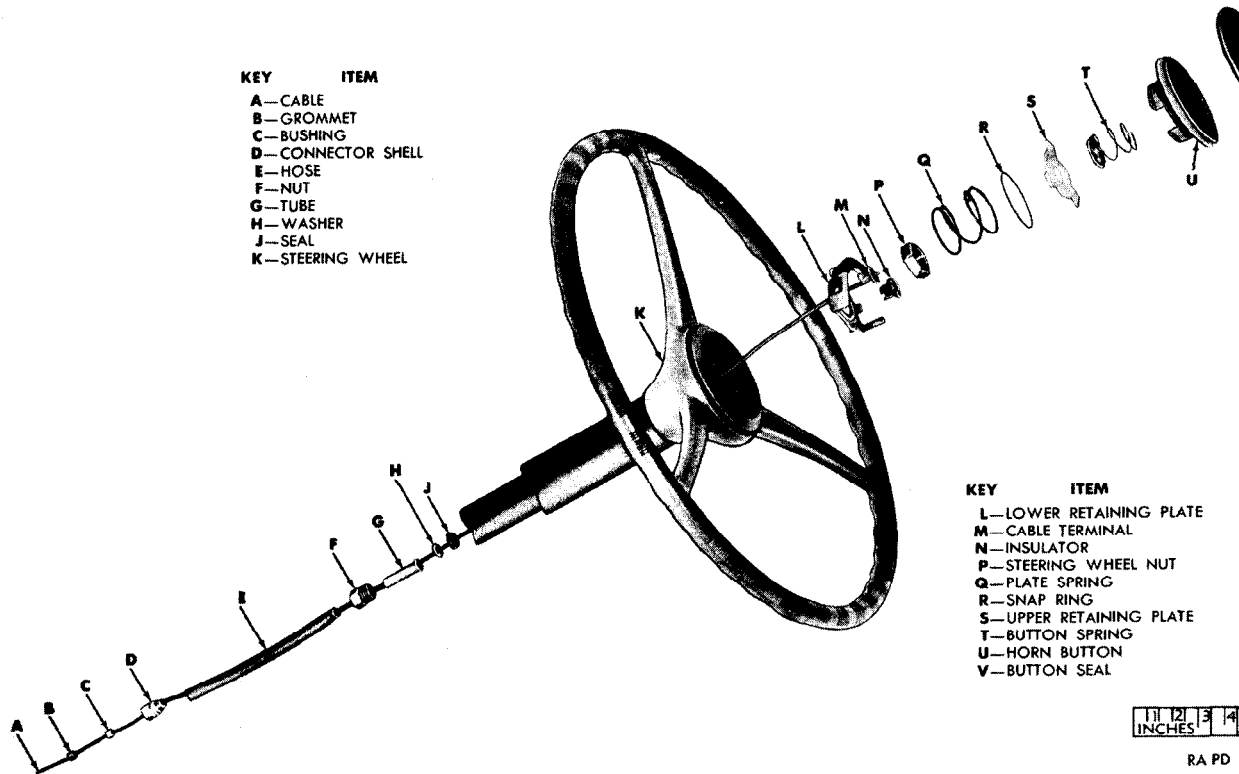 KEY ITEM
A—CABLE
B—GROMMET
C—BUSHING
D—CONNECTOR SHELL
E—HOSE
F—NUT
G—TUBE
H—WASHER
J—SEAL
K—STEERING WHEEL
T
S
R
Q
P
U
M
N
L
K
H
J
G
F
E
D
C
B
A
KEY ITEM
L—LOWER RETAINING PLATE
M—CABLE TERMINAL
N—INSULATOR
P—STEERING WHEEL NUT
Q—PLATE SPRING
R—SNAP RING
S—UPPER RETAINING PLATE
T—BUTTON SPRING
U—HORN BUTTON
V—BUTTON SEAL
1 2 3 4
INCHES
RA PD